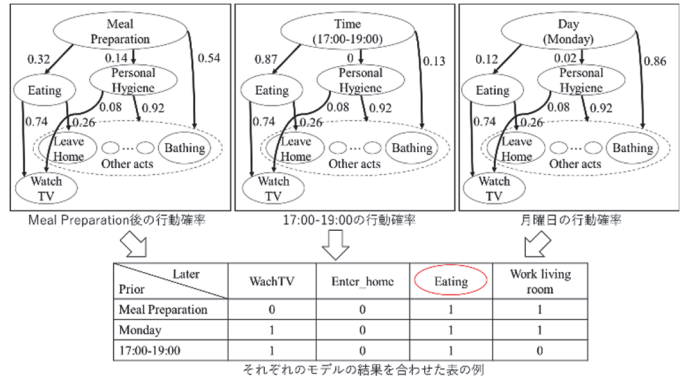 Meal
Preparation
0.32
0.14
0.54
Eating
Personal
Hygiene
0.08
0.92
0.74
0.26
Leave
Home
Other acts
Bathing
Watch
TV
Meal Preparation後の行動確率
Time
(17:00-19:00)
0.87
0
0.13
Eating
Personal
Hygiene
0.08
0.92
0.74
0.26
Leave
Home
Other acts
Bathing
Watch
TV
17:00-19:00の行動確率
Day
(Monday)
0.12
0.02
0.86
Eating
Personal
Hygiene
0.08
0.92
0.74
0.26
Leave
Home
Other acts
Bathing
Watch
TV
月曜日の行動確率
Later
Prior
WachTV Enter_home Eating Work living
room
Meal Preparation 0 0 1 1
Monday 1 0 1 1
17:00-19:00 1 0 1 0
それぞれのモデルの結果を合わせた表の例